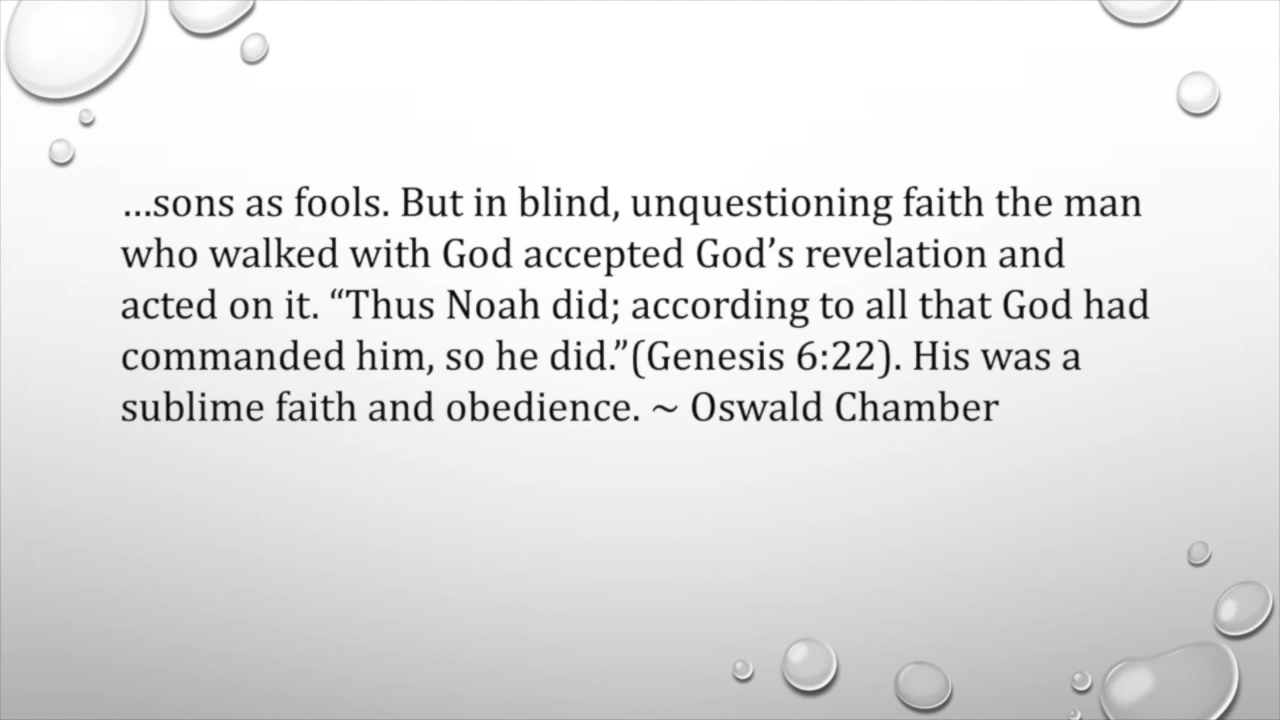 …sons as fools. But in blind, unquestioning faith the man
who walked with God accepted God’s revelation and
acted on it. “Thus Noah did; according to all that God had
commanded him, so he did.”(Genesis 6:22). His was a
sublime faith and obedience. ~ Oswald Chamber